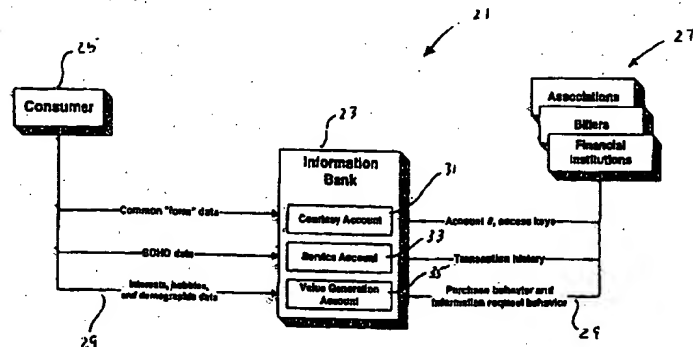 21
25
27
Consumer
Associations
Billers
Financial
Institutions
23
Information
Bank
31
Common "form" data
Courtesy Account
Account #, access keys
33
SOHO data
Service Account
Transaction history
35
Interests, hobbies,
and demographic data
Value Generation
Account
Purchase behavior and
information request behavior
29
29